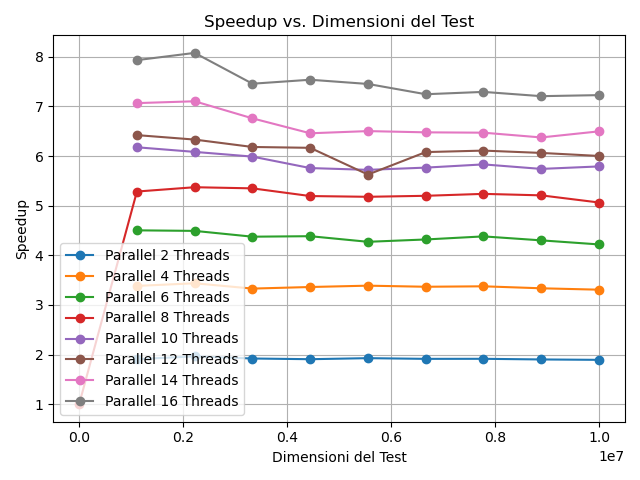 Speedup vs. Dimensioni del Test
Speedup
8
7
6
5
4
3
2
1
Parallel 2 Threads
Parallel 4 Threads
Parallel 6 Threads
Parallel 8 Threads
Parallel 10 Threads
Parallel 12 Threads
Parallel 14 Threads
Parallel 16 Threads
0.0 0.2 0.4 0.6 0.8 1.0
1e7
Dimensioni del Test